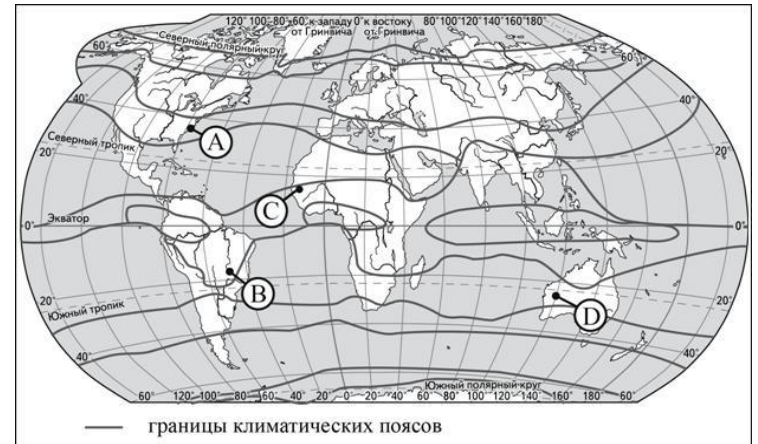 120° 100° 80° 60° к западу 0° к востоку 80° 100° 120° 140° 160° 180°
от Гринвича от Гринвича
Северный полярный круг
60° 60°
40° 40°
A
Северный тропик
20° 20°
C
Экватор
0° 0°
B
D
20° 20°
Южный тропик
40° 40°
Южный полярный круг
60° 120° 100° 80° 60° 40° 20° 0° 20° 40° 60° 80° 100° 120° 140° 160° 180° 60°
границы климатических поясов